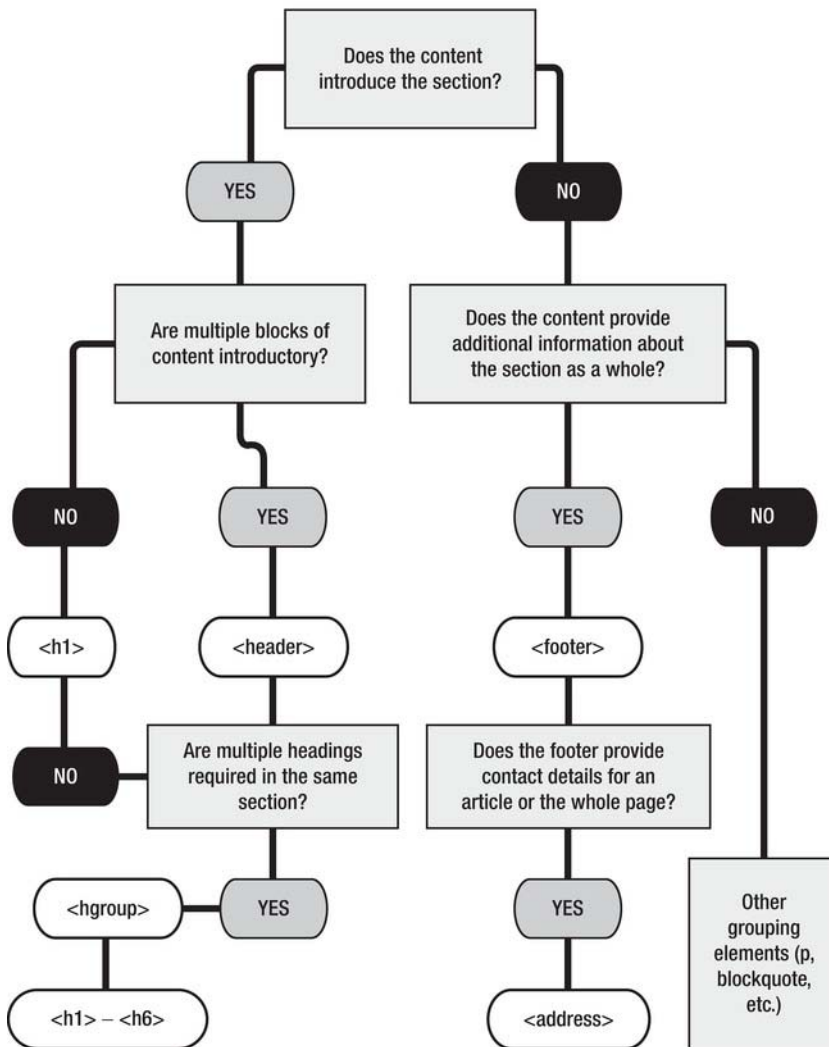 Does the content
introduce the section?
YES
NO
Are multiple blocks of
content introductory?
Does the content provide
additional information about
the section as a whole?
NO
YES
YES
NO
<h1>
<header>
<footer>
NO
Are multiple headings
required in the same
section?
Does the footer provide
contact details for an
article or the whole page?
<hgroup>
YES
YES
Other
grouping
elements (p,
blockquote,
etc.)
<h1> – <h6>
<address>